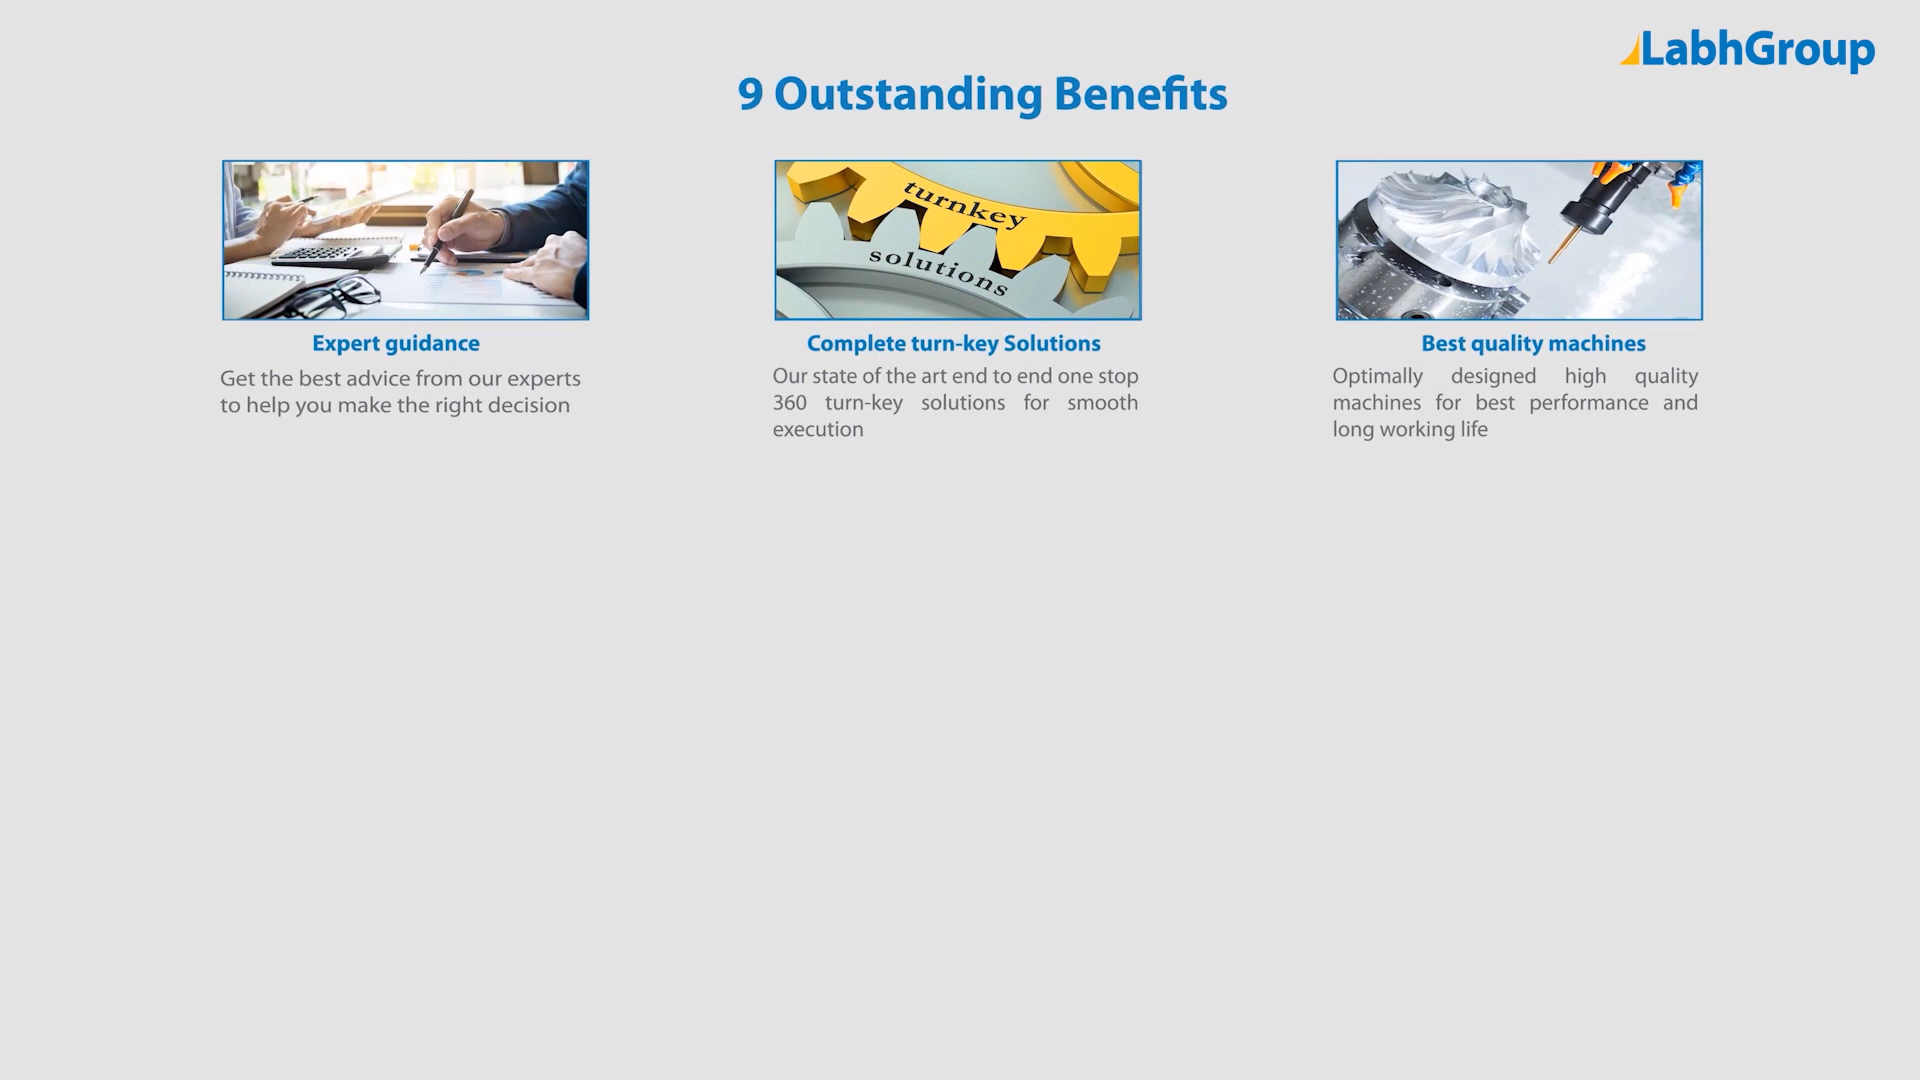 LabhGroup
9 Outstanding Benefits
turnkey
solutions
Expert guidance
Get the best advice from our experts
to help you make the right decision
Complete turn-key Solutions
Our state of the art end to end one stop
360 turn-key solutions for smooth
execution
Best quality machines
Optimally designed high quality
machines for best performance and
long working life